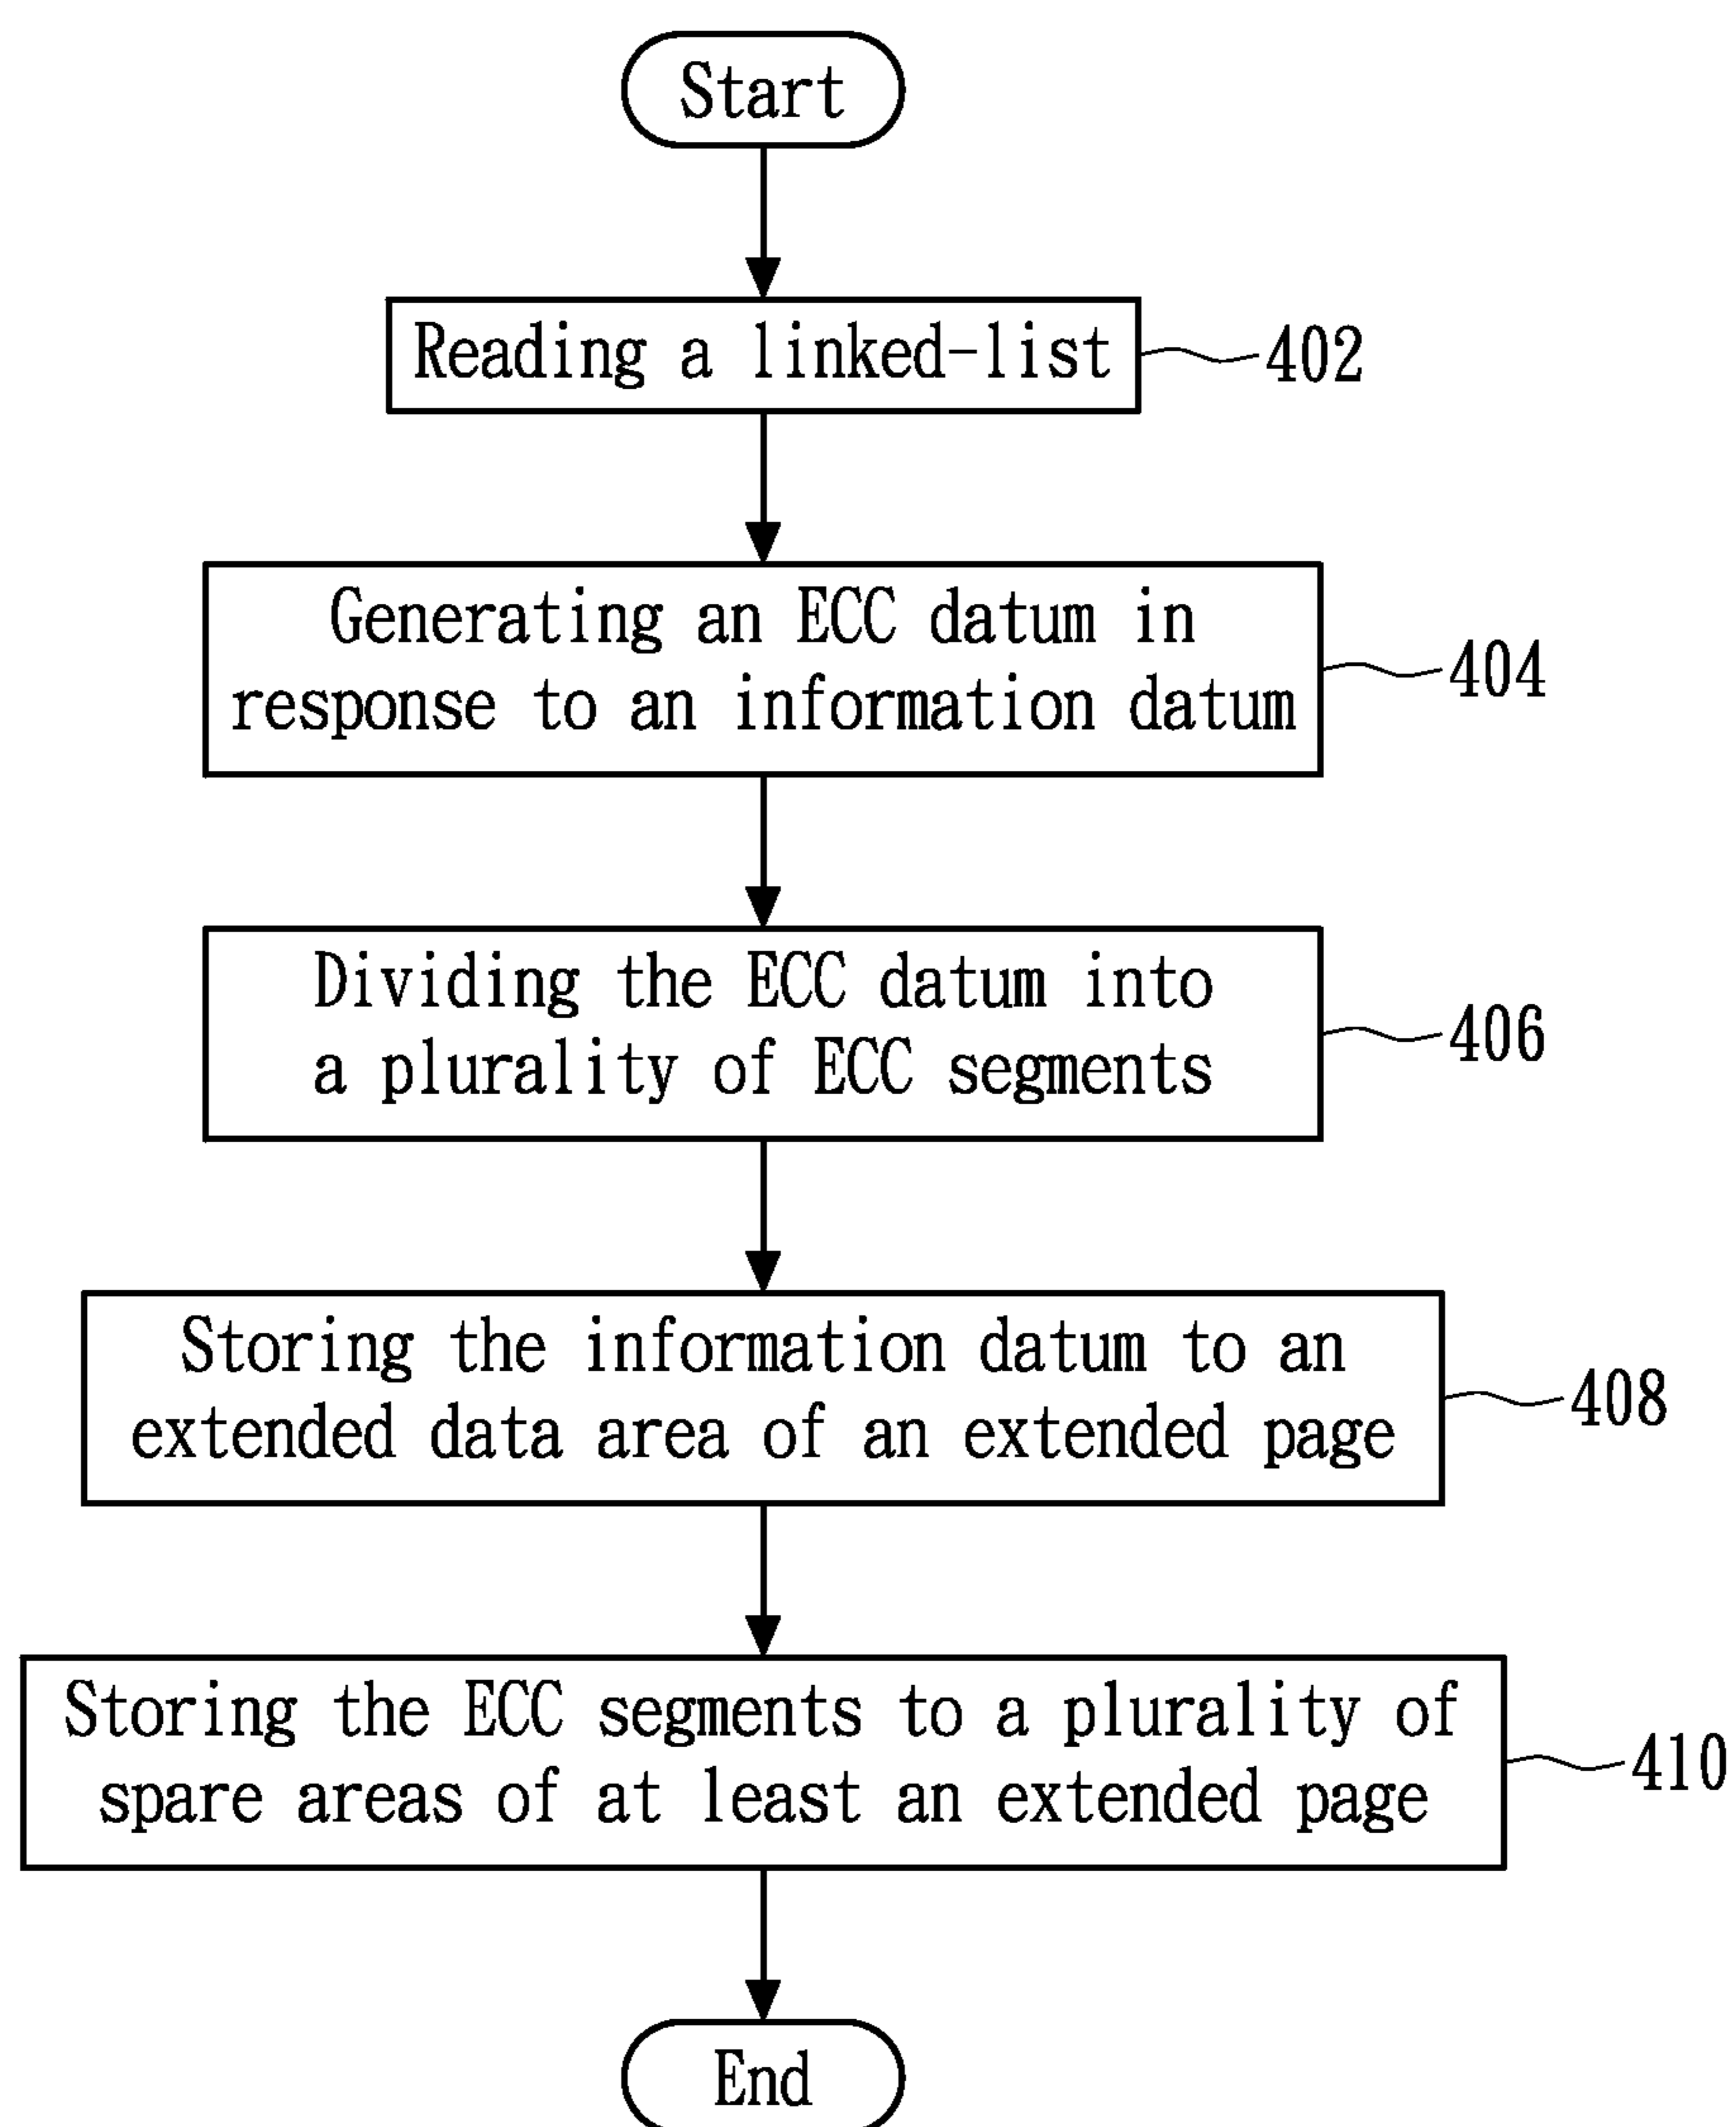 Start
Reading a linked-list
402
Generating an ECC datum in
response to an information datum
404
Dividing the ECC datum into
a plurality of ECC segments
406
Storing the information datum to an
extended data area of an extended page
408
Storing the ECC segments to a plurality of
spare areas of at least an extended page
410
End